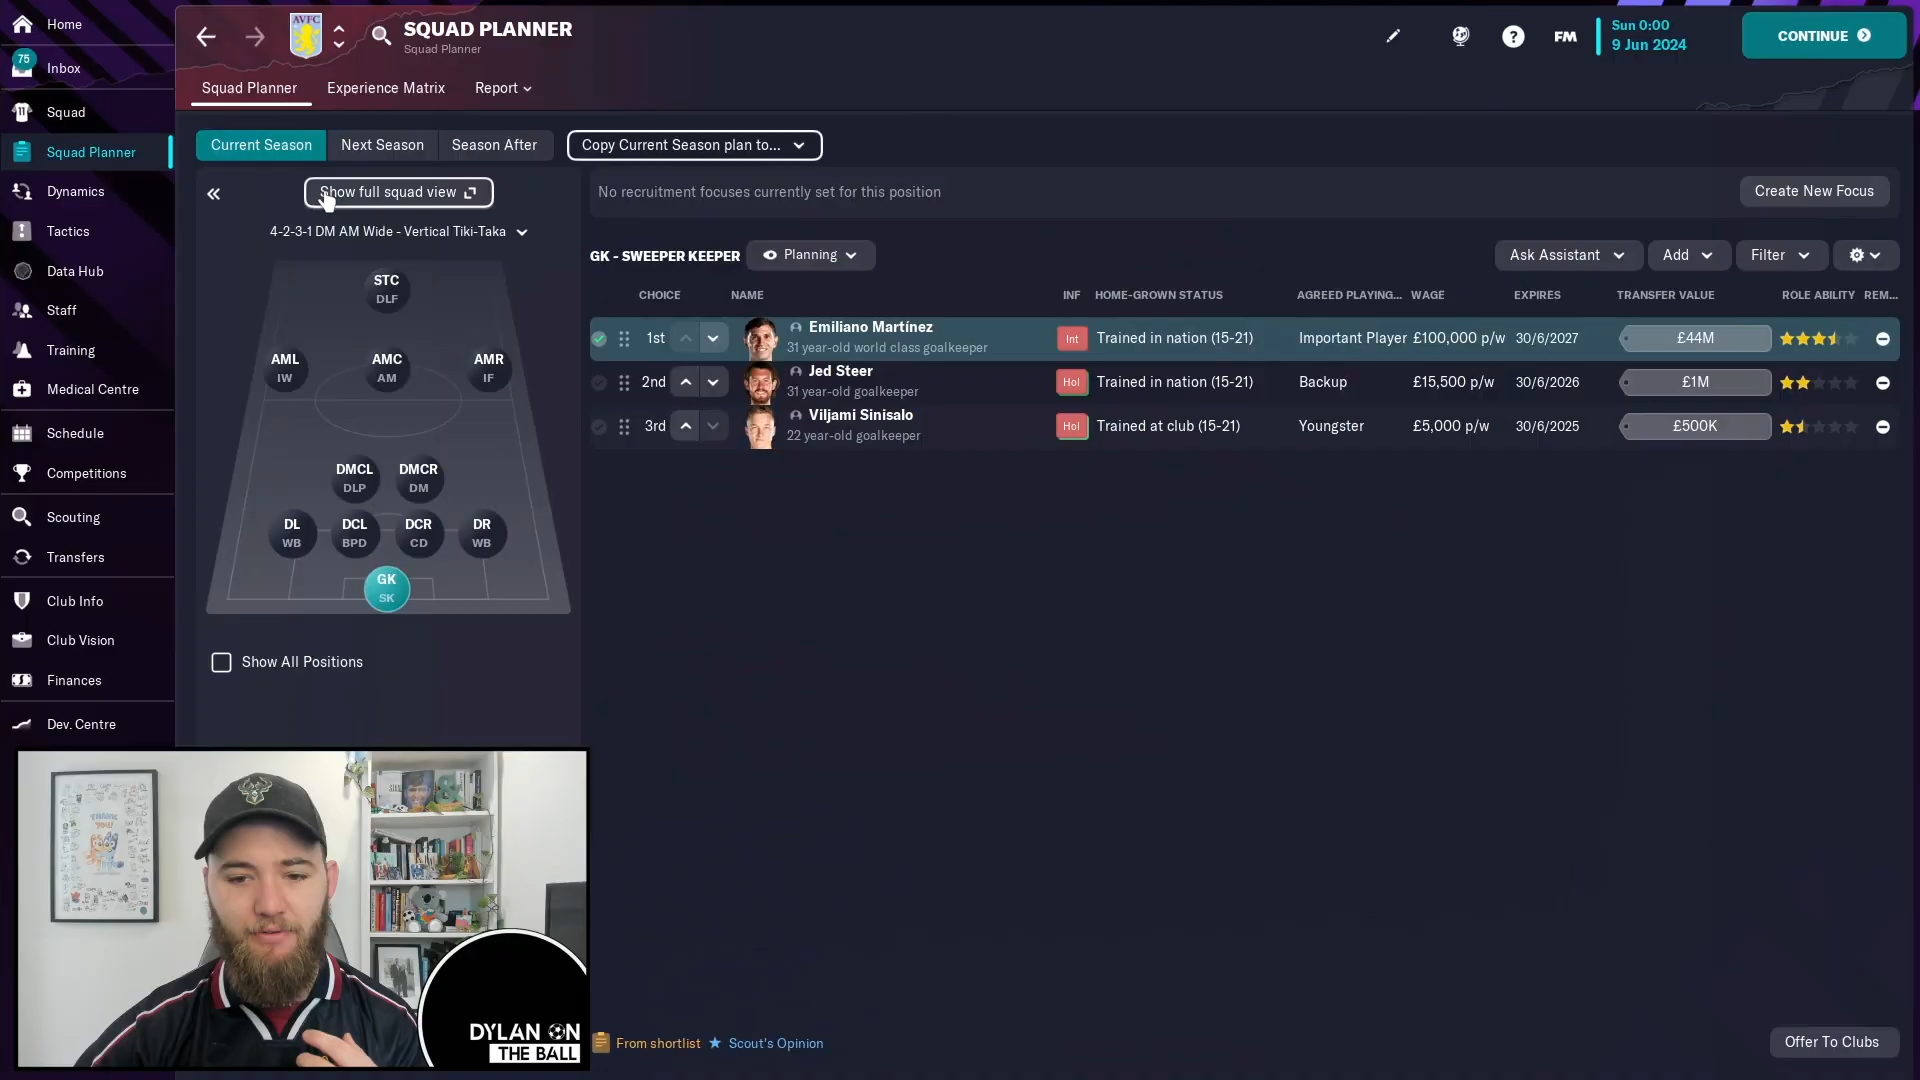 Home
75
Inbox
Squad
Squad Planner
Dynamics
Tactics
Data Hub
Staff
Training
Medical Centre
Schedule
Competitions
Scouting
Transfers
Club Info
Club Vision
Finances
Dev. Centre
AVFC
SQUAD PLANNER
Squad Planner
FM
Sun 0:00
9 Jun 2024
CONTINUE
Squad Planner
Experience Matrix
Report
Current Season
Next Season
Season After
Copy Current Season plan to...
Show full squad view
4-2-3-1 DM AM Wide - Vertical Tiki-Taka
STC
DLF
AML
IW
AMC
AM
AMR
IF
DMCL
DLP
DMCR
DM
DL
WB
DCL
BPD
DCR
CD
DR
WB
GK
SK
Show All Positions
No recruitment focuses currently set for this position
Create New Focus
GK - SWEEPER KEEPER
Planning
Ask Assistant
Add
Filter
CHOICE NAME INF HOME-GROWN STATUS AGREED PLAYING... WAGE EXPIRES TRANSFER VALUE ROLE ABILITY REM...
1st Emiliano Martínez Int Trained in nation (15-21) Important Player £100,000 p/w 30/6/2027 £44M
31 year-old world class goalkeeper
2nd Jed Steer Hol Trained in nation (15-21) Backup £15,500 p/w 30/6/2026 £1M
31 year-old goalkeeper
3rd Viljami Sinisalo Hol Trained at club (15-21) Youngster £5,000 p/w 30/6/2025 £500K
22 year-old goalkeeper
From shortlist
Scout's Opinion
Offer To Clubs
THANK
YOU!
DYLAN ON
THE BALL